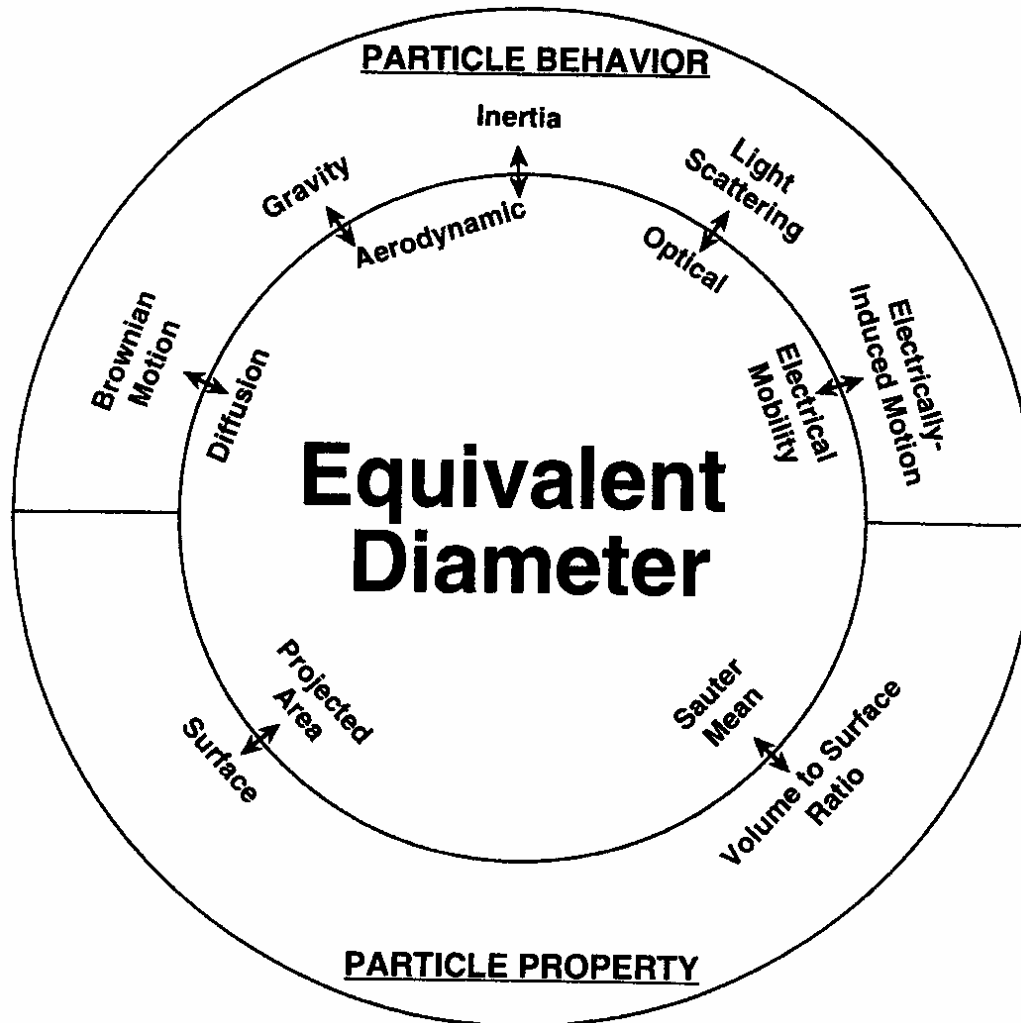 PARTICLE BEHAVIOR
Inertia
Gravity
Light
Scattering
Aerodynamic
Optical
Brownian
Motion
Diffusion
Electrical
Mobility
Electrically-
Induced Motion
Equivalent
Diameter
Projected
Area
Surface
Sauter
Mean
Volume to Surface
Ratio
PARTICLE PROPERTY